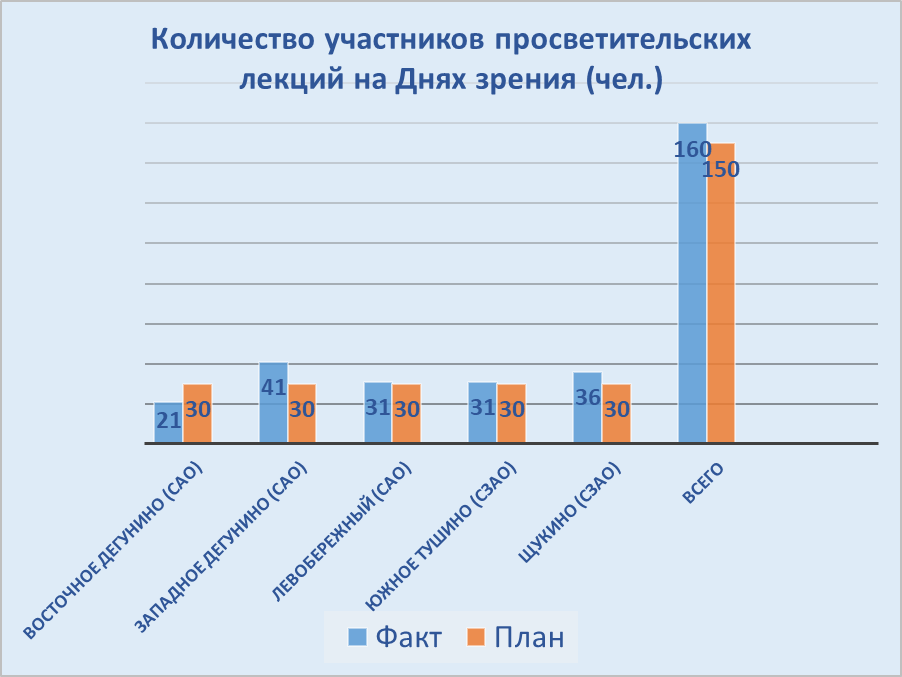 Количество участников просветительских
лекций на Днях зрения (чел.)
160
150
41
36
31
31
30
30
30
30
30
21
ВОСТОЧНОЕ ДЕГУНИНО (САО)
ЗАПАДНОЕ ДЕГУНИНО (САО)
ЛЕВОБЕРЕЖНЫЙ (САО)
ЮЖНОЕ ТУШИНО (СЗАО)
ЩУКИНО (СЗАО)
ВСЕГО
Факт
План